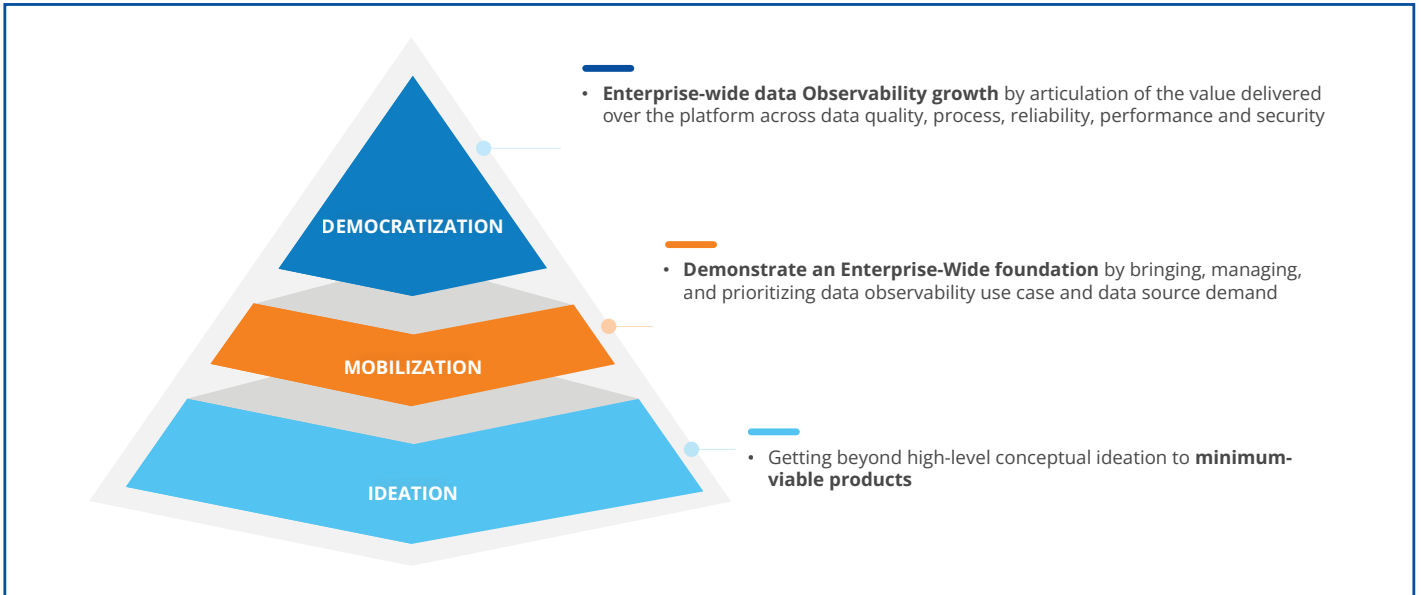 • Enterprise-wide data Observability growth by articulation of the value delivered
over the platform across data quality, process, reliability, performance and security
DEMOCRATIZATION
• Demonstrate an Enterprise-Wide foundation by bringing, managing,
and prioritizing data observability use case and data source demand
MOBILIZATION
• Getting beyond high-level conceptual ideation to minimum-
viable products
IDEATION